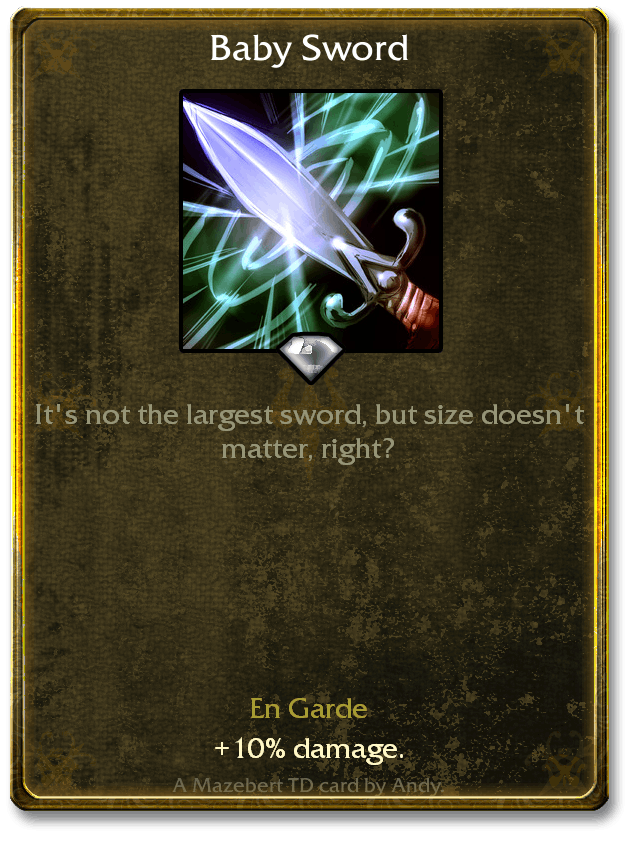 Baby Sword
It's not the largest sword, but size doesn't
matter, right?
En Garde
+10% damage.
A Mazebert TD card by Andy.